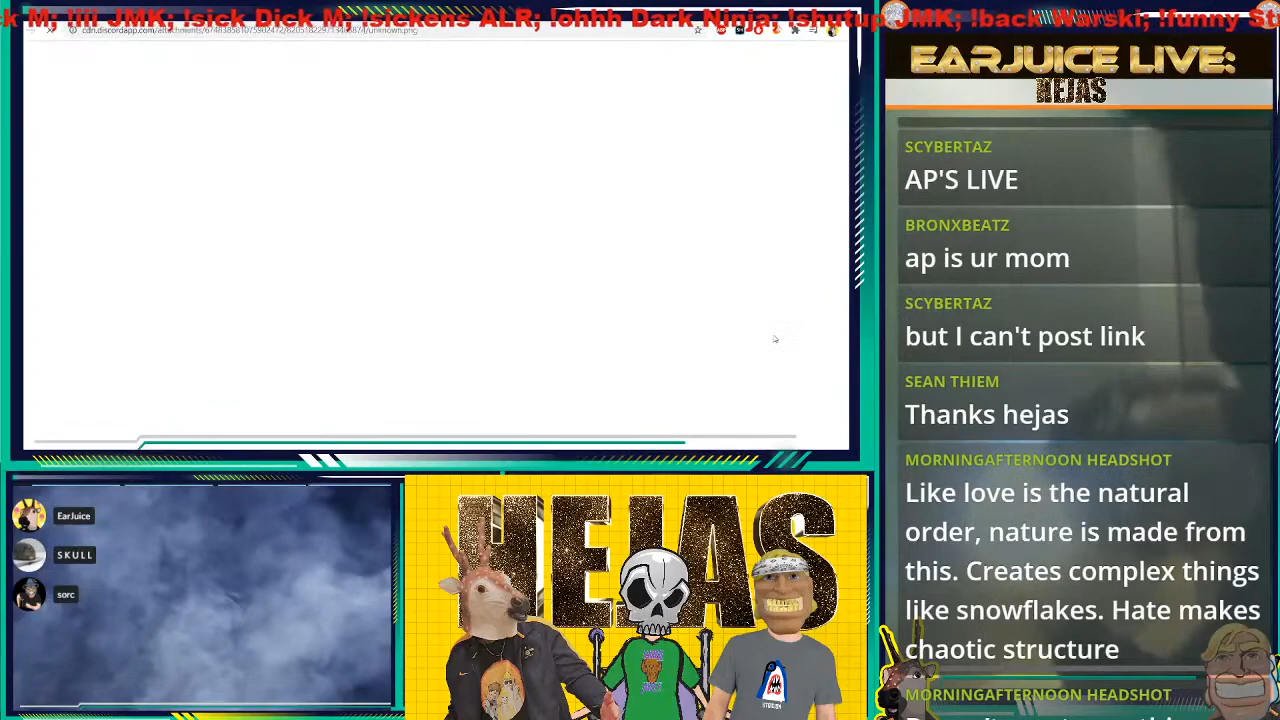 k M; !!iii JMK; !sick Dick M; !sickens ALR; !ohhh Dark Ninja; !shutup JMK; !back Warski; !funny St
EARJUICE LIVE:
HEJAS
SCYBERTAZ
AP'S LIVE
BRONXBEATZ
ap is ur mom
SCYBERTAZ
but I can't post link
SEAN THIEM
Thanks hejas
MORNINGAFTERNOON HEADSHOT
Like love is the natural
order, nature is made from
this. Creates complex things
like snowflakes. Hate makes
chaotic structure
MORNINGAFTERNOON HEADSHOT
EarJuice
SKULL
sorc
HEJAS